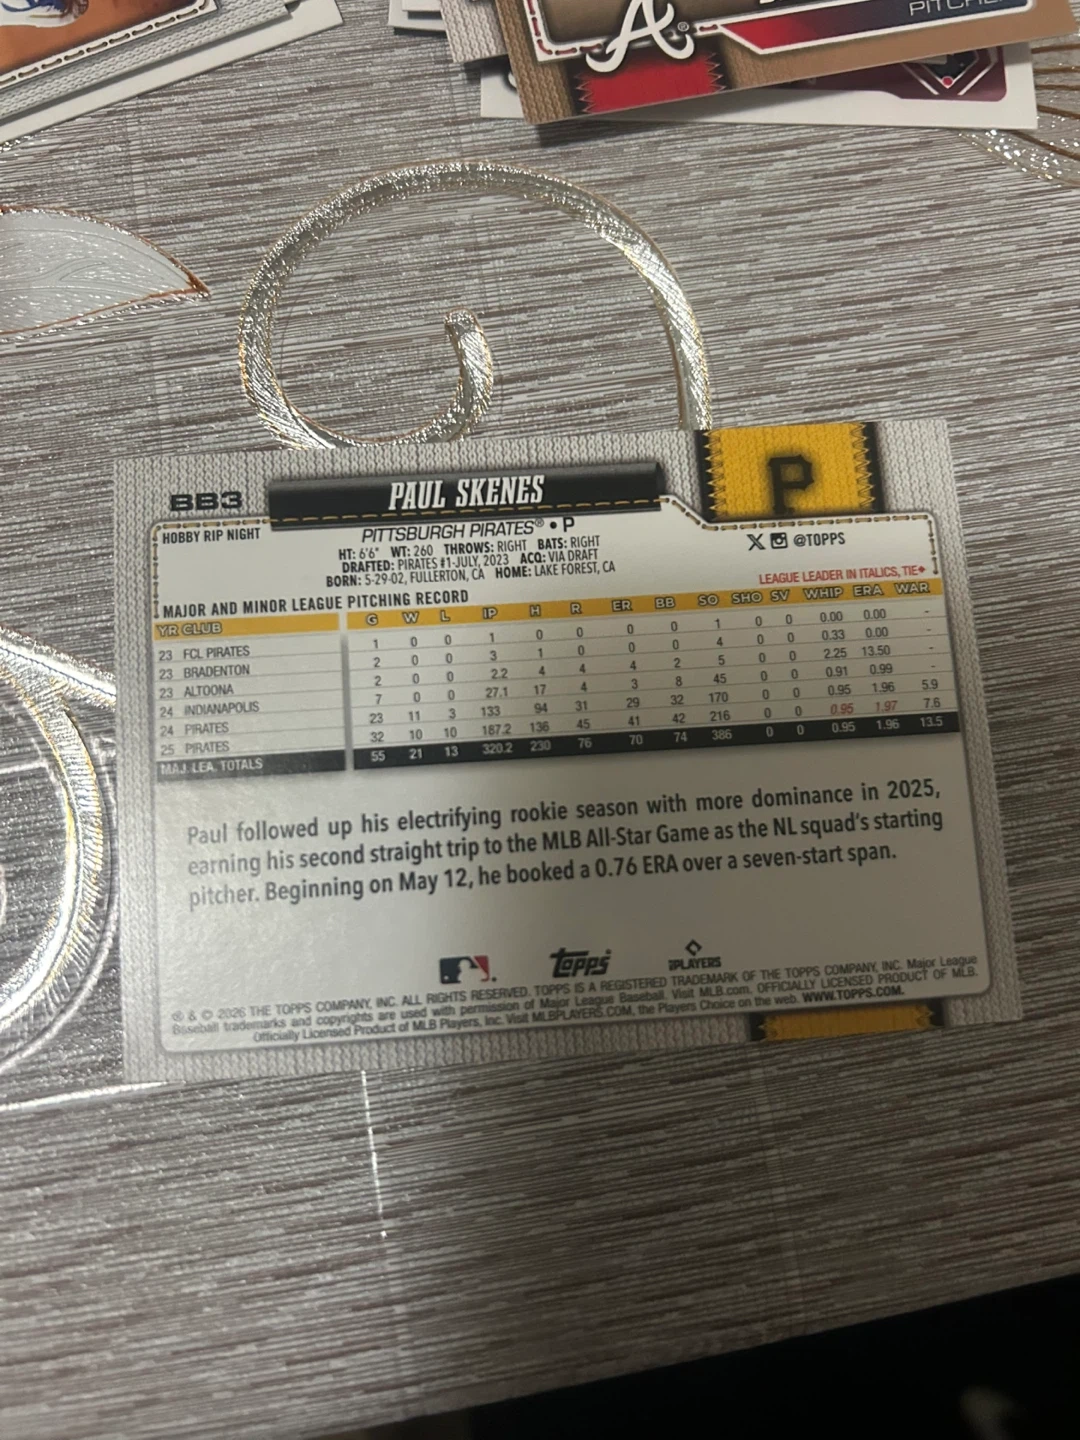 A®
PITCHE
BB3
PAUL SKENES
P
HOBBY RIP NIGHT
PITTSBURGH PIRATES® • P
HT: 6'6" WT: 260 THROWS: RIGHT BATS: RIGHT
DRAFTED: PIRATES #1-JULY, 2023 ACQ: VIA DRAFT
BORN: 5-29-02, FULLERTON, CA HOME: LAKE FOREST, CA
@TOPPS
LEAGUE LEADER IN ITALICS, TIE♦
MAJOR AND MINOR LEAGUE PITCHING RECORD
YR CLUB G W L IP H R ER BB SO SHO SV WHIP ERA WAR
23 FCL PIRATES 1 0 0 1 0 0 0 0 1 0 0 0.00 0.00 -
23 BRADENTON 2 0 0 3 1 0 0 0 4 0 0 0.33 0.00 -
23 ALTOONA 2 0 0 2.2 4 4 4 2 5 0 0 2.25 13.50 -
24 INDIANAPOLIS 7 0 0 27.1 17 4 3 8 45 0 0 0.91 0.99 -
24 PIRATES 23 11 3 133 94 31 29 32 170 0 0 0.95 1.96 5.9
25 PIRATES 32 10 10 187.2 136 45 41 42 216 0 0 0.95 1.97 7.6
MAJ. LEA. TOTALS 55 21 13 320.2 230 76 70 74 386 0 0 0.95 1.96 13.5
Paul followed up his electrifying rookie season with more dominance in 2025,
earning his second straight trip to the MLB All-Star Game as the NL squad's starting
pitcher. Beginning on May 12, he booked a 0.76 ERA over a seven-start span.
topps
PLAYERS
® & © 2026 THE TOPPS COMPANY, INC. ALL RIGHTS RESERVED. TOPPS IS A REGISTERED TRADEMARK OF THE TOPPS COMPANY, INC. Major League
Baseball trademarks and copyrights are used with permission of Major League Baseball. Visit MLB.com. OFFICIALLY LICENSED PRODUCT OF MLB.
Officially Licensed Product of MLB Players, Inc. Visit MLBPLAYERS.COM, the Players Choice on the web. WWW.TOPPS.COM.